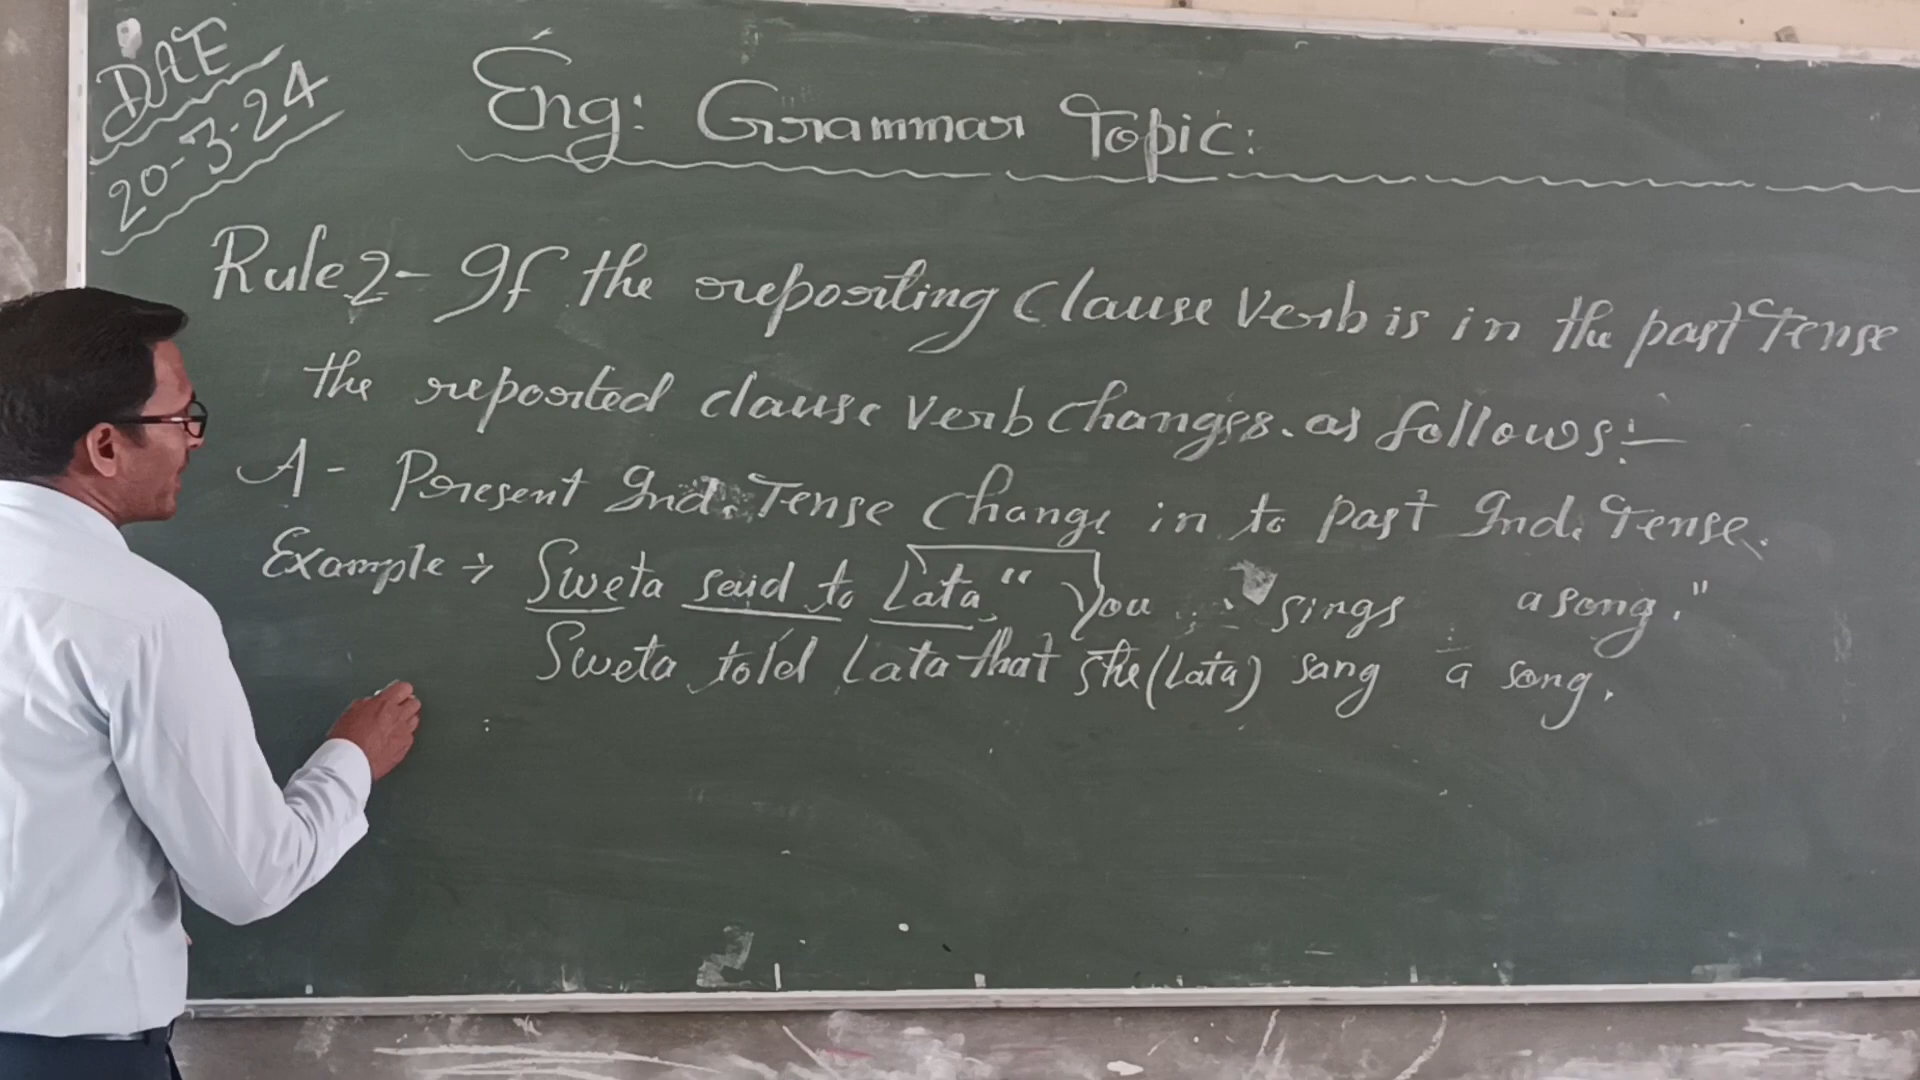 DATE
20-3-24
Eng: Grammar Topic:
Rule 2- If the reporting Clause Verb is in the past Tense
the reported clause Verb Changes. as follows:-
A- Present Ind. Tense Change in to past Ind. Tense.
Example → Sweta said to Lata, " You sings a song."
Sweta told Lata that She (Lata) sang a song.